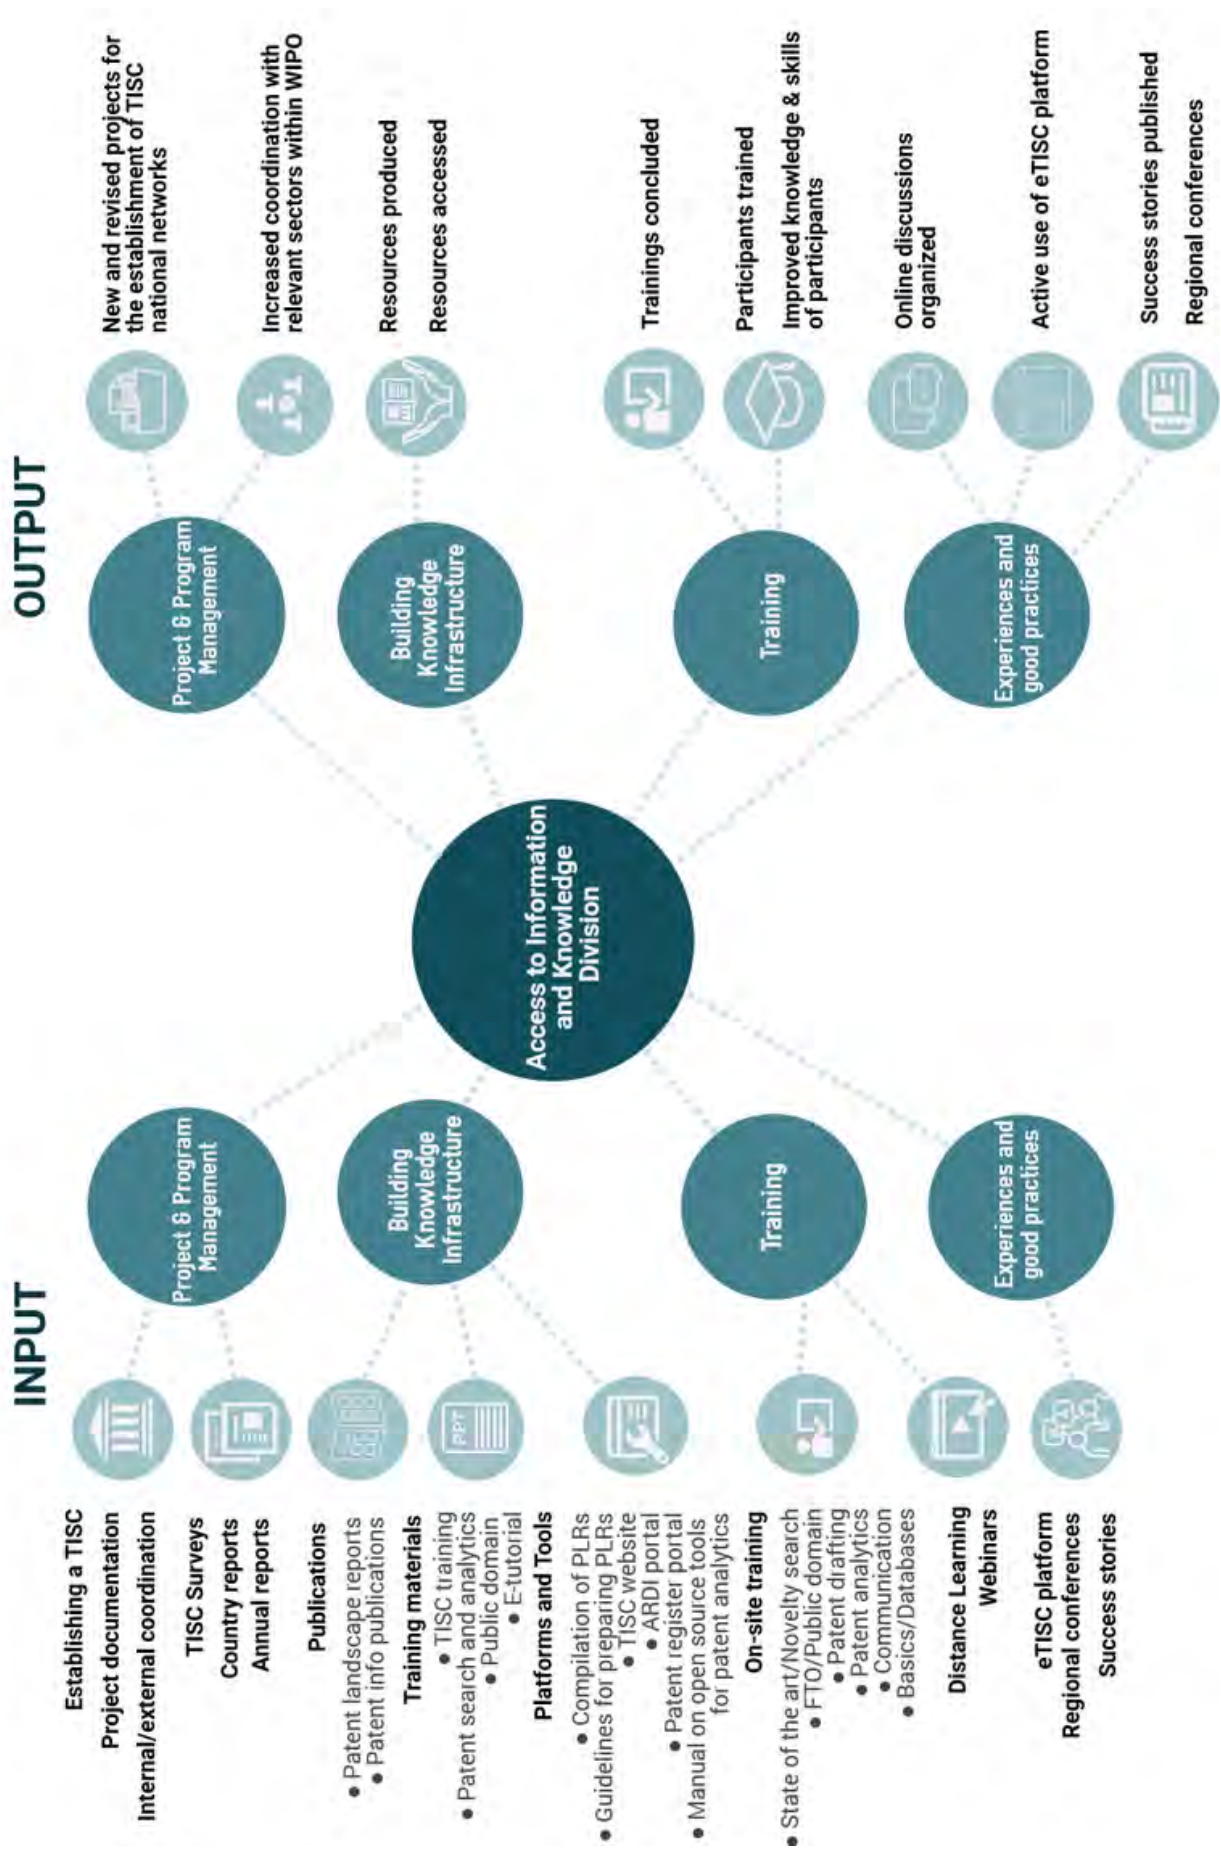 INPUT
OUTPUT
Establishing a TISC
Project documentation
Internal/external coordination
TISC Surveys
Country reports
Annual reports
Publications
• Patent landscape reports
• Patent info publications
Training materials
• TISC training
• Patent search and analytics
• Public domain
• E-tutorial
Platforms and Tools
• Compilation of PLRs
• Guidelines for preparing PLRs
• TISC website
• ARDI portal
• Patent register portal
• Manual on open source tools
for patent analytics
On-site training
• State of the art/Novelty search
• FTO/Public domain
• Patent drafting
• Patent analytics
• Communication
• Basics/Databases
Distance Learning
Webinars
eTISC platform
Regional conferences
Success stories
PPT
Project & Program
Management
Building
Knowledge
Infrastructure
Training
Experiences and
good practices
Access to Information
and Knowledge
Division
Project & Program
Management
Building
Knowledge
Infrastructure
Training
Experiences and
good practices
New and revised projects for
the establishment of TISC
national networks
Increased coordination with
relevant sectors within WIPO
Resources produced
Resources accessed
Trainings concluded
Participants trained
Improved knowledge & skills
of participants
Online discussions
organized
Active use of eTISC platform
Success stories published
Regional conferences